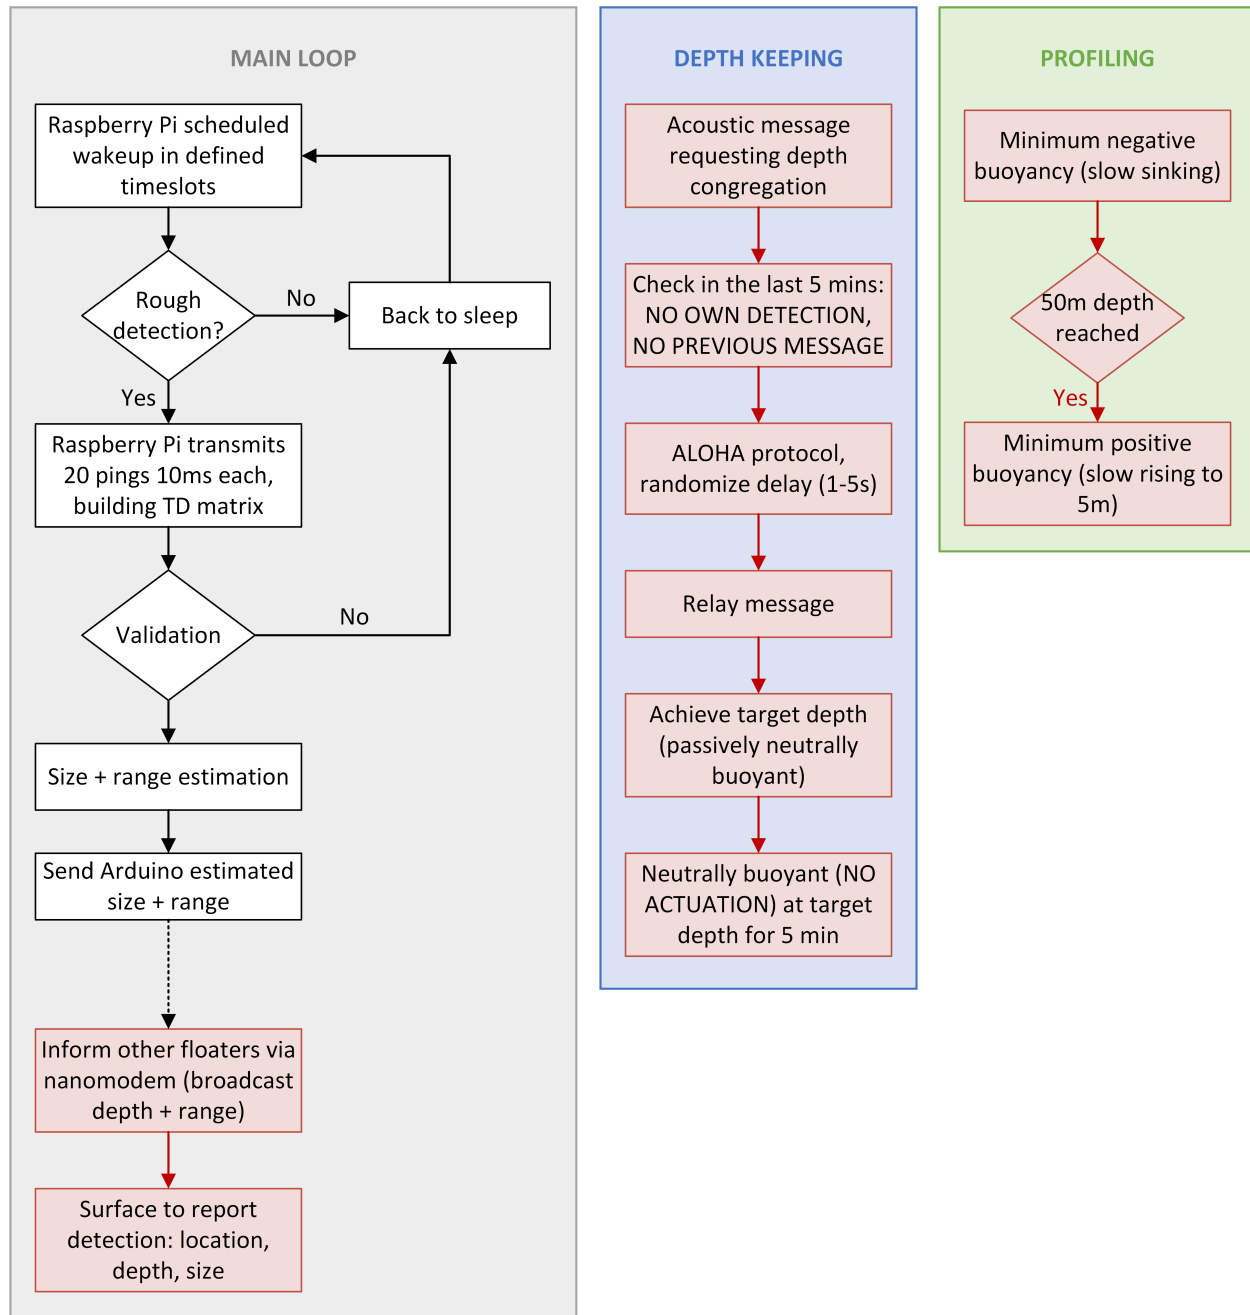 MAIN LOOP
Raspberry Pi scheduled
wakeup in defined
timeslots
Rough
detection?
No
Back to sleep
Yes
Raspberry Pi transmits
20 pings 10ms each,
building TD matrix
Validation
No
Size + range estimation
Send Arduino estimated
size + range
Inform other floaters via
nanomodem (broadcast
depth + range)
Surface to report
detection: location,
depth, size
DEPTH KEEPING
Acoustic message
requesting depth
congregation
Check in the last 5 mins:
NO OWN DETECTION,
NO PREVIOUS MESSAGE
ALOHA protocol,
randomize delay (1-5s)
Relay message
Achieve target depth
(passively neutrally
buoyant)
Neutrally buoyant (NO
ACTUATION) at target
depth for 5 min
PROFILING
Minimum negative
buoyancy (slow sinking)
50m depth
reached
Yes
Minimum positive
buoyancy (slow rising to
5m)